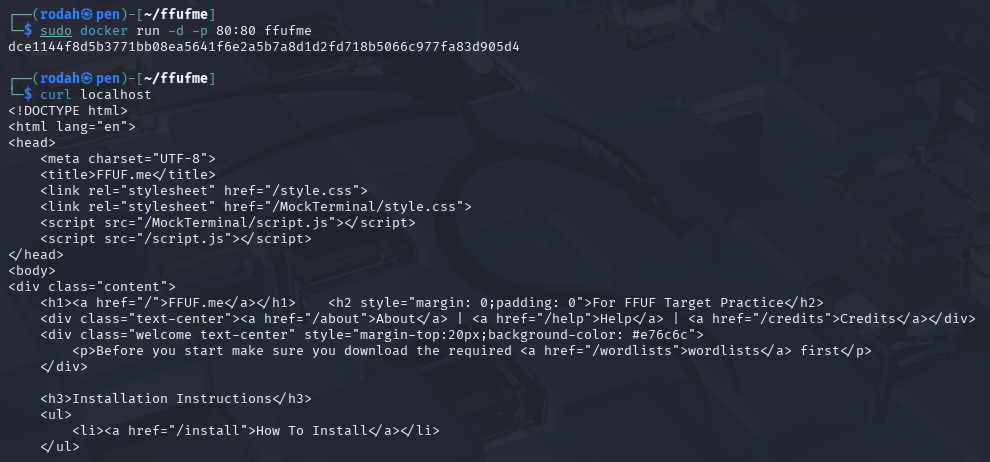 ┌──(rodah㉿pen)-[~/ffufme]
└─$ sudo docker run -d -p 80:80 ffufme
dce1144f8d5b3771bb08ea5641f6e2a5b7a8d1d2fd718b5066c977fa83d905d4
┌──(rodah㉿pen)-[~/ffufme]
└─$ curl localhost
<!DOCTYPE html>
<html lang="en">
<head>
    <meta charset="UTF-8">
    <title>FFUF.me</title>
    <link rel="stylesheet" href="/style.css">
    <link rel="stylesheet" href="/MockTerminal/style.css">
    <script src="/MockTerminal/script.js"></script>
    <script src="/script.js"></script>
</head>
<body>
<div class="content">
    <h1><a href="/">FFUF.me</a></h1>    <h2 style="margin: 0;padding: 0">For FFUF Target Practice</h2>
    <div class="text-center"><a href="/about">About</a> | <a href="/help">Help</a> | <a href="/credits">Credits</a></div>
    <div class="welcome text-center" style="margin-top:20px;background-color: #e76c6c">
        <p>Before you start make sure you download the required <a href="/wordlists">wordlists</a> first</p>
    </div>
    <h3>Installation Instructions</h3>
    <ul>
        <li><a href="/install">How To Install</a></li>
    </ul>